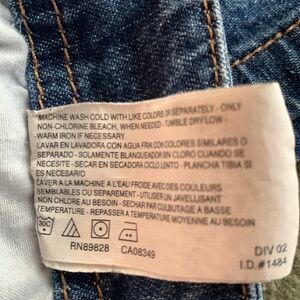 MACHINE WASH COLD WITH LIKE COLORS OR SEPARATELY - ONLY
NON-CHLORINE BLEACH, WHEN NEEDED - TUMBLE DRY LOW -
WARM IRON IF NECESSARY
LAVAR EN LAVADORA CON AGUA FRIA CON COLORES SIMILARES O
SEPARADO - SOLAMENTE BLANQUEADOR SIN CLORO CUANDO SE
NECESITE - SECAR EN SECADORA CICLO LENTO - PLANCHA TIBIA SI
ES NECESARIO
LAVER A LA MACHINE A L'EAU FROIDE AVEC DES COULEURS
SEMBLABLES OU SEPAREMENT - UTILISER UN JAVELLISANT
NON CHLORE AU BESOIN - SECHAR PAR CULBUTAGE A BASSE
TEMPERATURE - REPASSER A TEMPERATURE MOYENNE AU BESOIN
30C
RN89828 CA08349
DIV 02
I.D. #1484